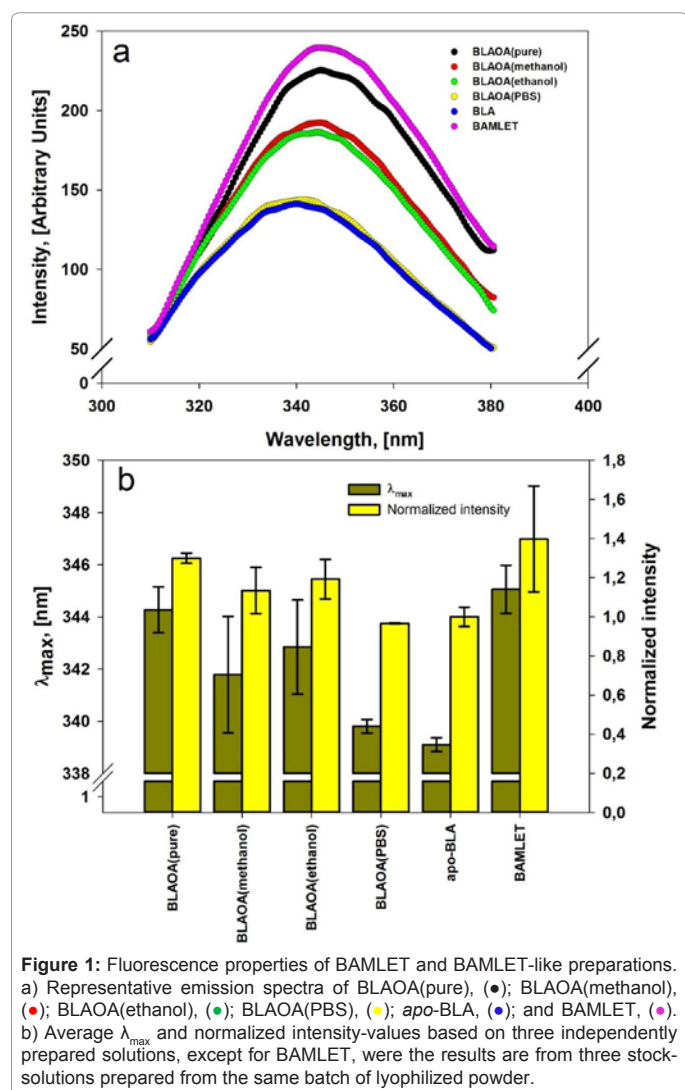 a
250
200
150
100
50
0
Intensity, [Arbitrary Units]
BLAOA(pure)
BLAOA(methanol)
BLAOA(ethanol)
BLAOA(PBS)
BLA
BAMLET
300 320 340 360 380 400
Wavelength, [nm]
b
350
348
346
344
342
340
338
1
λmax, [nm]
λmax
Normalized intensity
1,8
1,6
1,4
1,2
1,0
0,8
0,6
0,4
0,2
0,0
Normalized intensity
BLAOA(pure)
BLAOA(methanol)
BLAOA(ethanol)
BLAOA(PBS)
apo-BLA
BAMLET
Figure 1: Fluorescence properties of BAMLET and BAMLET-like preparations.
a) Representative emission spectra of BLAOA(pure), (●); BLAOA(methanol),
(●); BLAOA(ethanol), (●); BLAOA(PBS), (●); apo-BLA, (●); and BAMLET, (●).
b) Average λmax and normalized intensity-values based on three independently
prepared solutions, except for BAMLET, were the results are from three stock-
solutions prepared from the same batch of lyophilized powder.